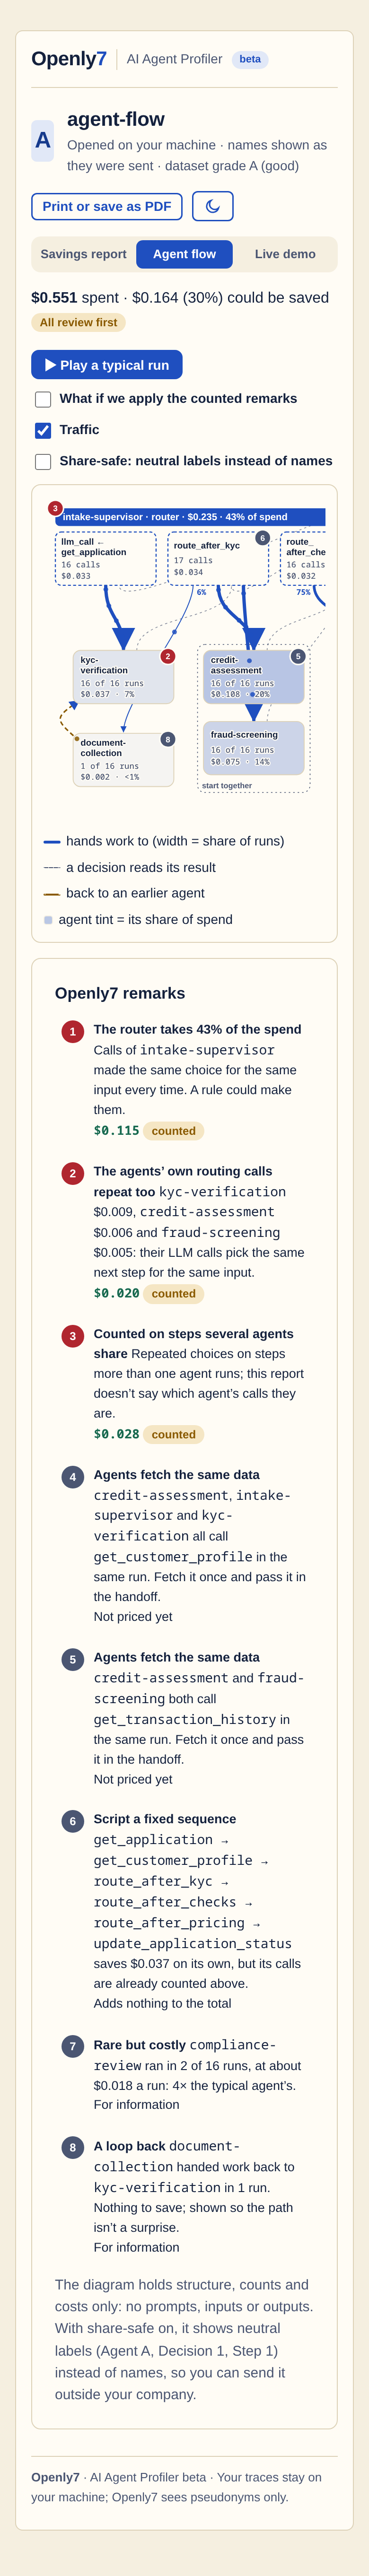 Openly7 AI Agent Profiler beta
A
agent-flow
Opened on your machine · names shown as
they were sent · dataset grade A (good)
Print or save as PDF
Savings report Agent flow Live demo
$0.551 spent · $0.164 (30%) could be saved
All review first
Play a typical run
What if we apply the counted remarks
Traffic
Share-safe: neutral labels instead of names
3
intake-supervisor · router · $0.235 · 43% of spend
llm_call ←
get_application
16 calls
$0.033
route_after_kyc
17 calls
$0.034
6
route_
after_che
16 calls
$0.032
6%
75%
kyc-
verification
16 of 16 runs
$0.037 · 7%
2
credit-
assessment
16 of 16 runs
$0.108 · 20%
5
document-
collection
1 of 16 runs
$0.002 · <1%
8
fraud-screening
16 of 16 runs
$0.075 · 14%
start together
hands work to (width = share of runs)
a decision reads its result
back to an earlier agent
agent tint = its share of spend
Openly7 remarks
1 The router takes 43% of the spend
Calls of intake-supervisor
made the same choice for the same
input every time. A rule could make
them.
$0.115 counted
2 The agents’ own routing calls
repeat too kyc-verification
$0.009, credit-assessment
$0.006 and fraud-screening
$0.005: their LLM calls pick the same
next step for the same input.
$0.020 counted
3 Counted on steps several agents
share Repeated choices on steps
more than one agent runs; this report
doesn’t say which agent’s calls they
are.
$0.028 counted
4 Agents fetch the same data
credit-assessment, intake-
supervisor and kyc-
verification all call
get_customer_profile in the
same run. Fetch it once and pass it in
the handoff.
Not priced yet
5 Agents fetch the same data
credit-assessment and fraud-
screening both call
get_transaction_history in
the same run. Fetch it once and pass
it in the handoff.
Not priced yet
6 Script a fixed sequence
get_application →
get_customer_profile →
route_after_kyc →
route_after_checks →
route_after_pricing →
update_application_status
saves $0.037 on its own, but its calls
are already counted above.
Adds nothing to the total
7 Rare but costly compliance-
review ran in 2 of 16 runs, at about
$0.018 a run: 4× the typical agent’s.
For information
8 A loop back document-
collection handed work back to
kyc-verification in 1 run.
Nothing to save; shown so the path
isn’t a surprise.
For information
The diagram holds structure, counts and
costs only: no prompts, inputs or outputs.
With share-safe on, it shows neutral
labels (Agent A, Decision 1, Step 1)
instead of names, so you can send it
outside your company.
Openly7 · AI Agent Profiler beta · Your traces stay on
your machine; Openly7 sees pseudonyms only.